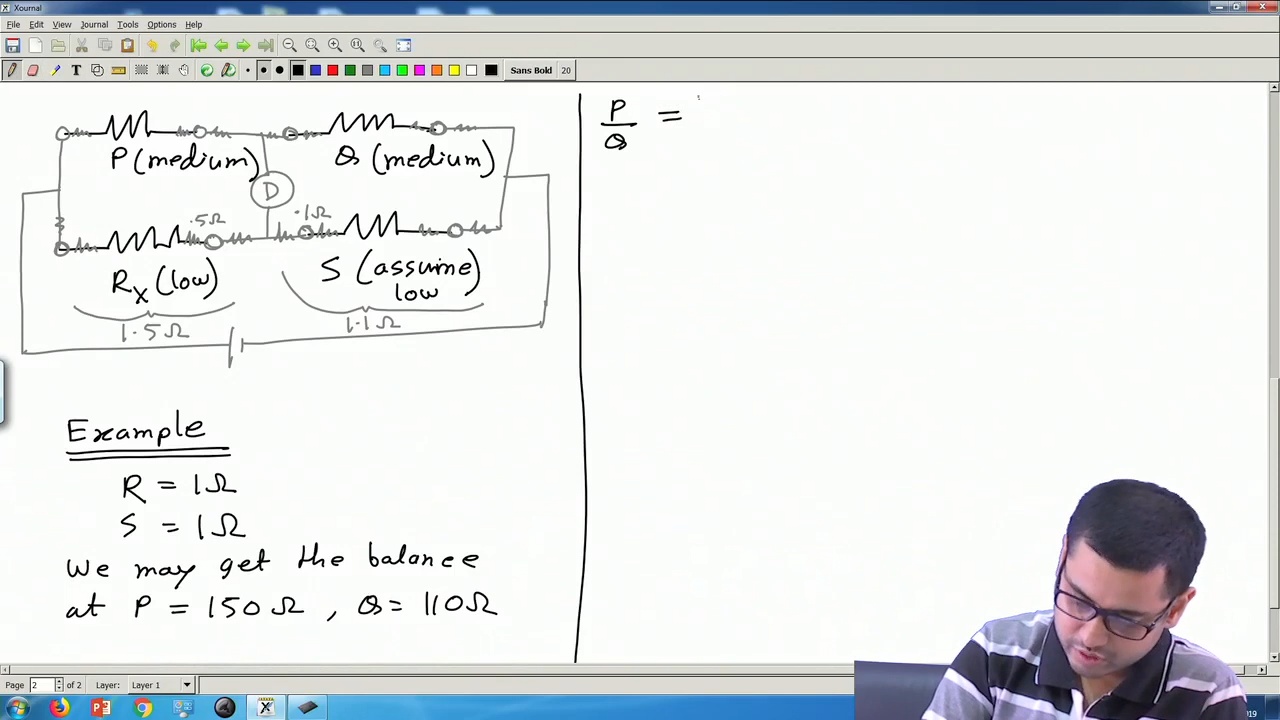 Xournal
File Edit View Journal Tools Options Help
Sans Bold 20
P (medium)
Q (medium)
D
.5Ω
.1Ω
Rx (low)
S (assume low)
1.5Ω
1.1Ω
Example
R = 1Ω
S = 1Ω
We may get the balance
at P = 150Ω, Q = 110Ω
P/Q =
Page 2 of 2 Layer: Layer 1